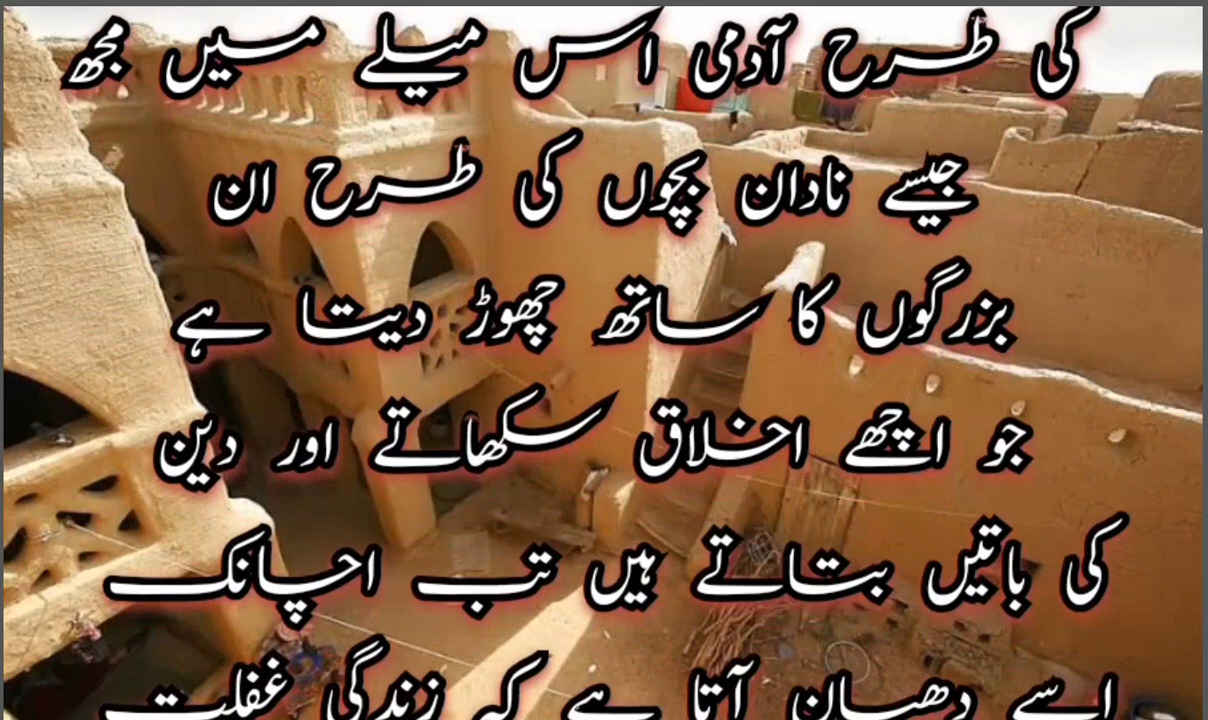 کی طرح آدمی اس میلے میں مجھ
جیسے نادان بچوں کی طرح ان
بزرگوں کا ساتھ چھوڑ دیتا ہے
جو اچھے اخلاق سکھاتے اور دین
کی باتیں بتاتے ہیں تب اچانک
اسے دھیان آتا ہے کہ زندگی غفلت